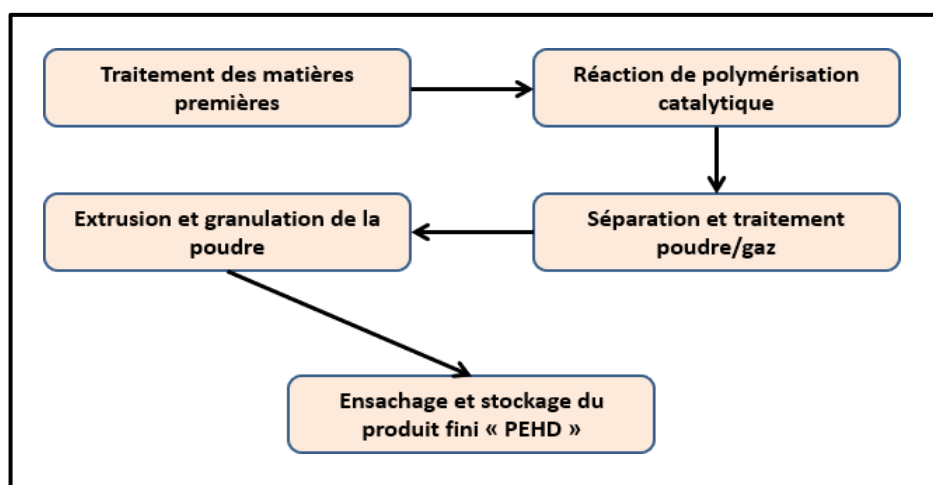 Traitement des matières
premières
Réaction de polymérisation
catalytique
Séparation et traitement
poudre/gaz
Extrusion et granulation de la
poudre
Ensachage et stockage du
produit fini « PEHD »